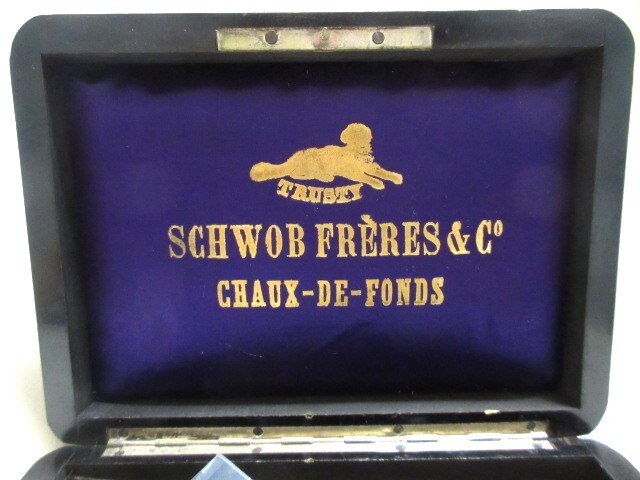 TRUSTY
SCHWOB FRÈRES & Cº
CHAUX-DE-FONDS